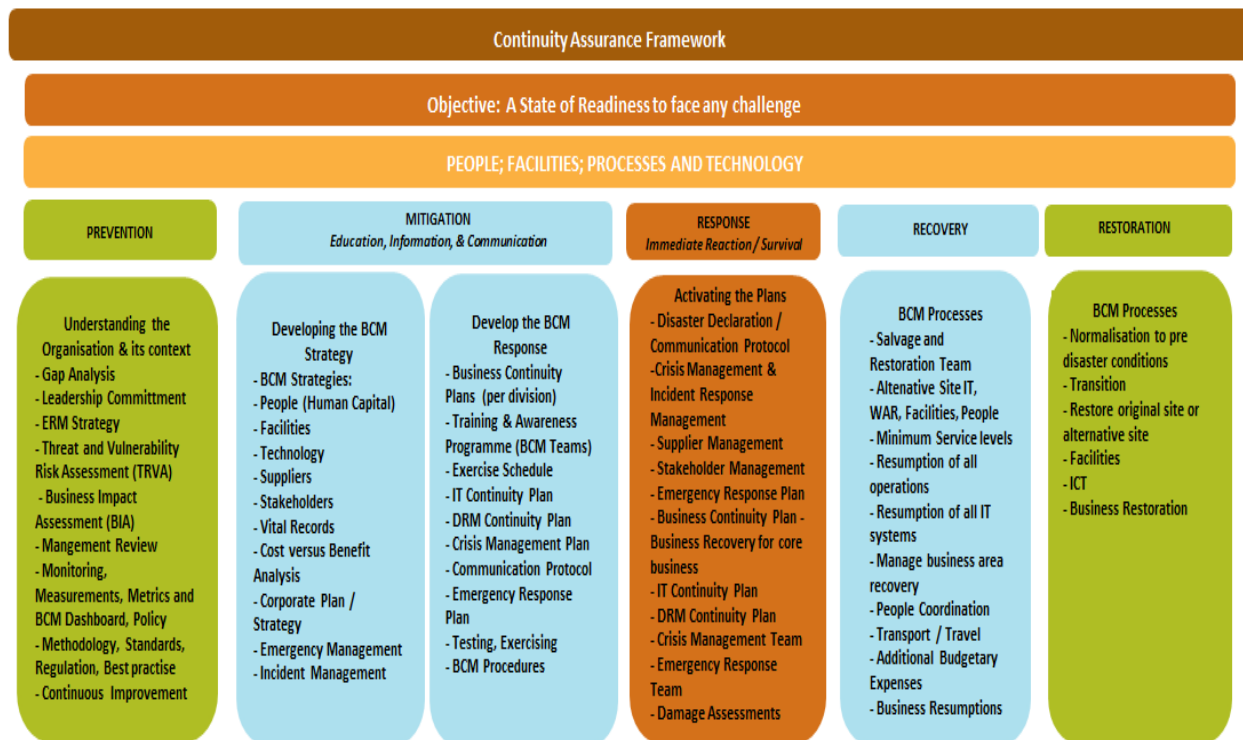 Continuity Assurance Framework
Objective: A State of Readiness to face any challenge
PEOPLE; FACILITIES; PROCESSES AND TECHNOLOGY
PREVENTION
Understanding the
Organisation & its context
- Gap Analysis
- Leadership Committment
- ERM Strategy
- Threat and Vulnerability
Risk Assessment (TRVA)
- Business Impact
Assessment (BIA)
- Mangement Review
- Monitoring,
Measurements, Metrics and
BCM Dashboard, Policy
- Methodology, Standards,
Regulation, Best practise
- Continuous Improvement
MITIGATION
Education, Information, & Communication
Developing the BCM
Strategy
- BCM Strategies:
- People (Human Capital)
- Facilities
- Technology
- Suppliers
- Stakeholders
- Vital Records
- Cost versus Benefit
Analysis
- Corporate Plan /
Strategy
- Emergency Management
- Incident Management
Develop the BCM
Response
- Business Continuity
Plans (per division)
- Training & Awareness
Programme (BCM Teams)
- Exercise Schedule
- IT Continuity Plan
- DRM Continuity Plan
- Crisis Management Plan
- Communication Protocol
- Emergency Response
Plan
- Testing, Exercising
- BCM Procedures
RESPONSE
Immediate Reaction / Survival
Activating the Plans
- Disaster Declaration /
Communication Protocol
-Crisis Management &
Incident Response
Management
- Supplier Management
- Stakeholder Management
- Emergency Response Plan
- Business Continuity Plan -
Business Recovery for core
business
- IT Continuity Plan
- DRM Continuity Plan
- Crisis Management Team
- Emergency Response
Team
- Damage Assessments
RECOVERY
BCM Processes
- Salvage and
Restoration Team
- Altenative Site IT,
WAR, Facilities, People
- Minimum Service levels
- Resumption of all
operations
- Resumption of all IT
systems
- Manage business area
recovery
- People Coordination
- Transport / Travel
- Additional Budgetary
Expenses
- Business Resumptions
RESTORATION
BCM Processes
- Normalisation to pre
disaster conditions
- Transition
- Restore original site or
alternative site
- Facilities
- ICT
- Business Restoration